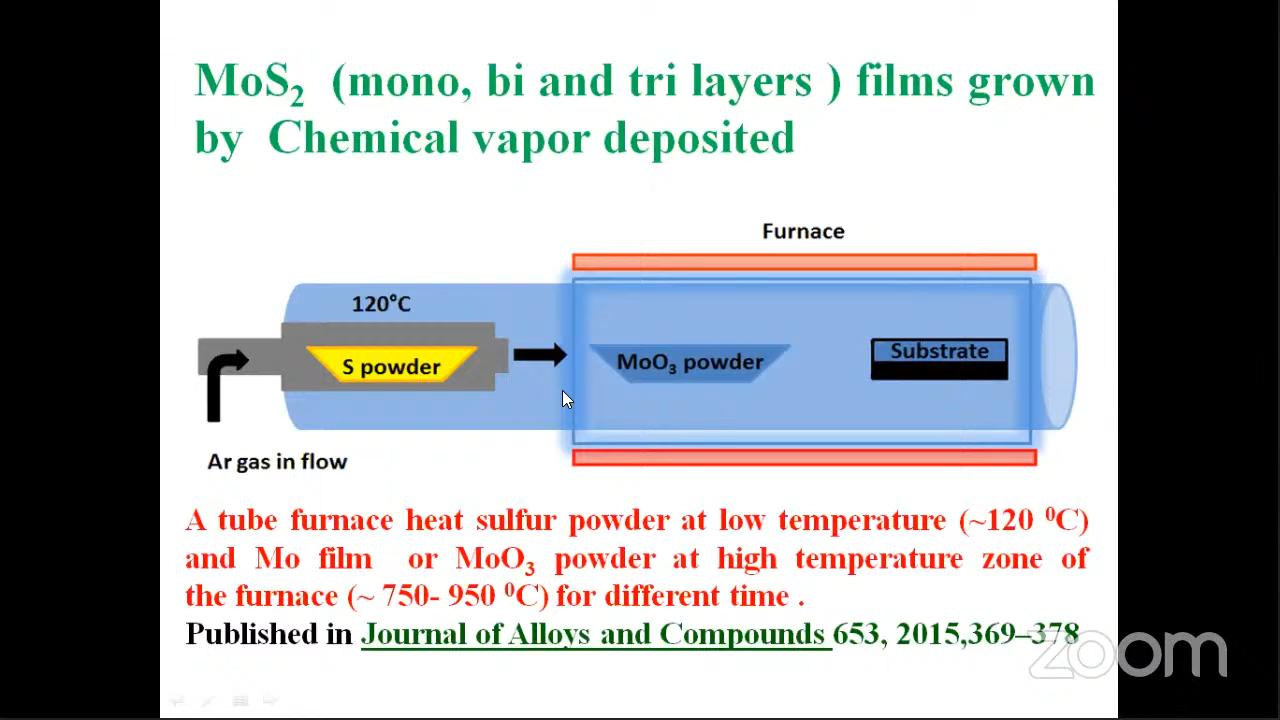 MoS₂ (mono, bi and tri layers ) films grown
by Chemical vapor deposited
Furnace
120°C
S powder
MoO₃ powder
Substrate
Ar gas in flow
A tube furnace heat sulfur powder at low temperature (~120 ⁰C)
and Mo film or MoO₃ powder at high temperature zone of
the furnace (~ 750- 950 ⁰C) for different time .
Published in Journal of Alloys and Compounds 653, 2015,369–378
zoom